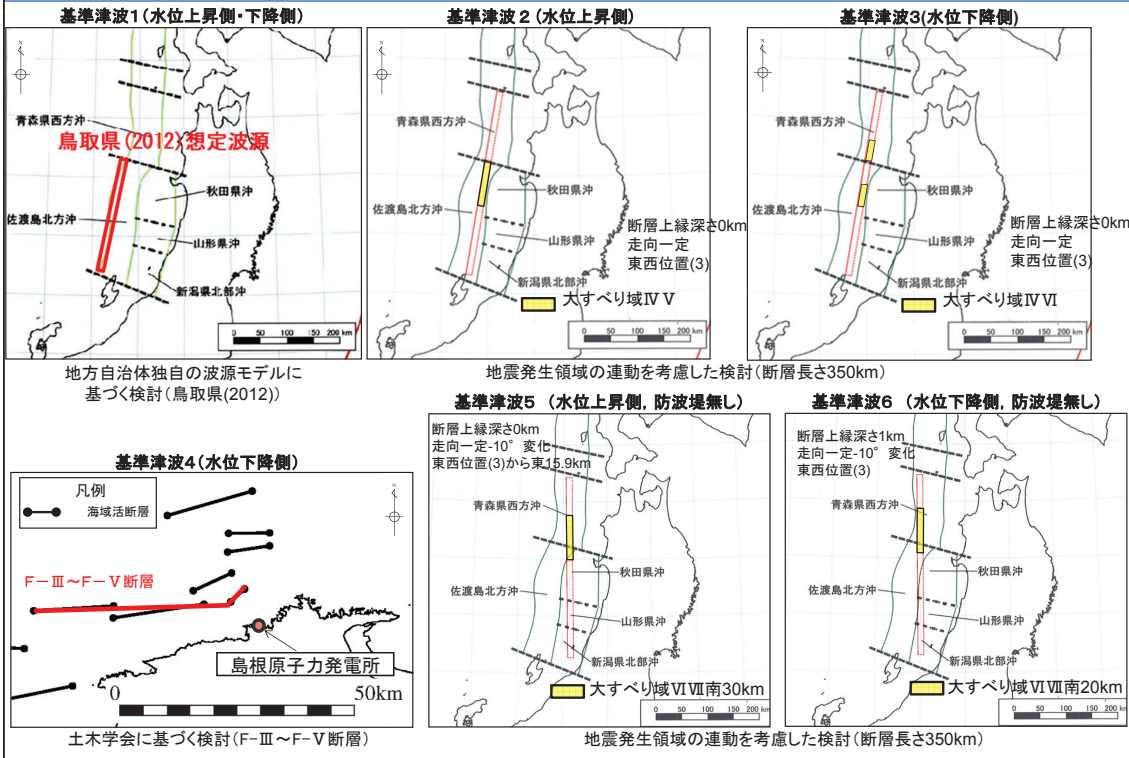 基準津波1(水位上昇側・下降側)
青森県西方沖
鳥取県(2012)想定波源
秋田県沖
佐渡島北方沖
山形県沖
新潟県北部沖
0 50 100 150 200 km
地方自治体独自の波源モデルに
基づく検討(鳥取県(2012))
基準津波2(水位上昇側)
青森県西方沖
秋田県沖
佐渡島北方沖
断層上縁深さ0km
走向一定
東西位置(3)
山形県沖
新潟県北部沖
大すべり域Ⅳ Ⅴ
0 50 100 150 200 km
基準津波3(水位下降側)
青森県西方沖
秋田県沖
佐渡島北方沖
断層上縁深さ0km
走向一定
東西位置(3)
山形県沖
新潟県北部沖
大すべり域Ⅳ Ⅵ
0 50 100 150 200 km
地震発生領域の連動を考慮した検討(断層長さ350km)
基準津波4(水位下降側)
凡例
海域活断層
F-Ⅲ~F-Ⅴ断層
島根原子力発電所
0 50km
土木学会に基づく検討(F-Ⅲ~F-Ⅴ断層)
基準津波5 (水位上昇側, 防波堤無し)
断層上縁深さ0km
走向一定-10° 変化
東西位置(3)から東15.9km
青森県西方沖
秋田県沖
佐渡島北方沖
山形県沖
新潟県北部沖
大すべり域Ⅵ Ⅶ南30km
0 50 100 150 200 km
基準津波6 (水位下降側, 防波堤無し)
断層上縁深さ1km
走向一定-10° 変化
東西位置(3)
青森県西方沖
秋田県沖
佐渡島北方沖
山形県沖
新潟県北部沖
大すべり域Ⅵ Ⅶ南20km
0 50 100 150 200 km
地震発生領域の連動を考慮した検討(断層長さ350km)